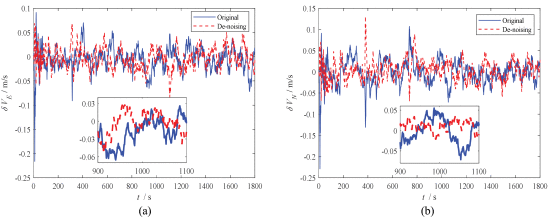 (a)
0.1
0.05
0
-0.05
-0.1
-0.15
-0.2
-0.25
δV_E / m/s
Original
De-noising
0.03
0
-0.03
-0.06
900 1000 1100
0 200 400 600 800 1000 1200 1400 1600 1800
t / s
(a)
(b)
0.15
0.1
0.05
0
-0.05
-0.1
-0.15
-0.2
-0.25
δV_N / m/s
Original
De-noising
0.05
0.01
-0.05
900 1000 1100
0 200 400 600 800 1000 1200 1400 1600 1800
t / s
(b)